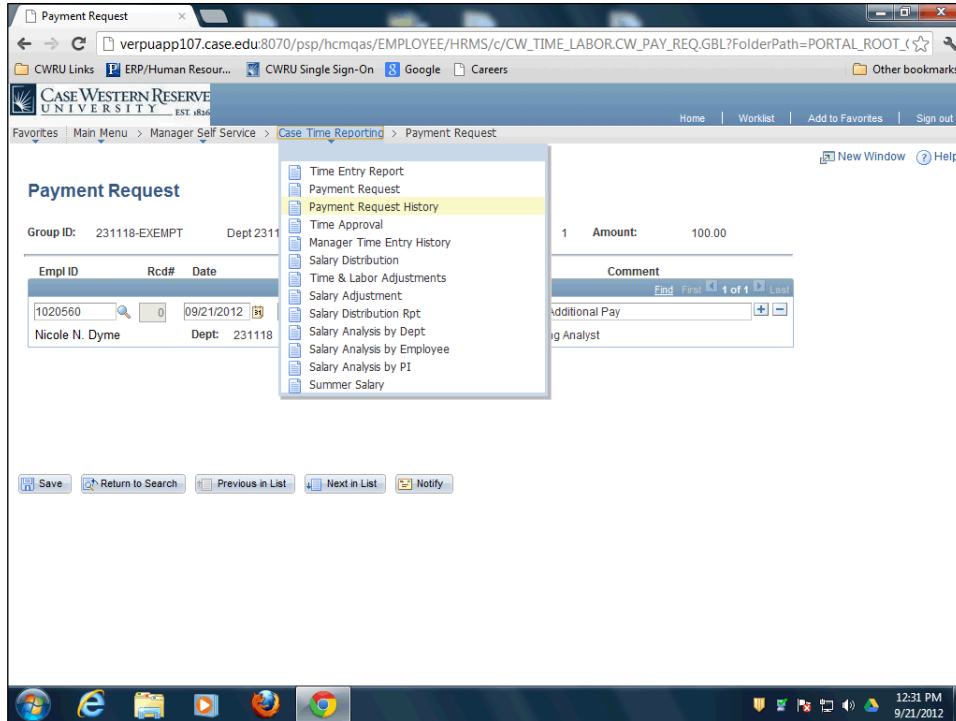 Payment Request
verpuapp107.case.edu:8070/psp/hcmqas/EMPLOYEE/HRMS/c/CW_TIME_LABOR.CW_PAY_REQ.GBL?FolderPath=PORTAL_ROOT_(
CWRU Links ERP/Human Resour... CWRU Single Sign-On Google Careers Other bookmarks
CASE WESTERN RESERVE
UNIVERSITY EST. 1826
Home | Worklist | Add to Favorites | Sign out
Favorites Main Menu > Manager Self Service > Case Time Reporting > Payment Request
New Window Help
Time Entry Report
Payment Request
Payment Request History
Time Approval
Manager Time Entry History
Salary Distribution
Time & Labor Adjustments
Salary Adjustment
Salary Distribution Rpt
Salary Analysis by Dept
Salary Analysis by Employee
Salary Analysis by PI
Summer Salary
Payment Request
Group ID: 231118-EXEMPT Dept 2311 1 Amount: 100.00
Empl ID Rcd# Date Comment
Find First 1 of 1 Last
1020560 0 09/21/2012 Additional Pay
Nicole N. Dyme Dept: 231118 ng Analyst
Save Return to Search Previous in List Next in List Notify
12:31 PM
9/21/2012